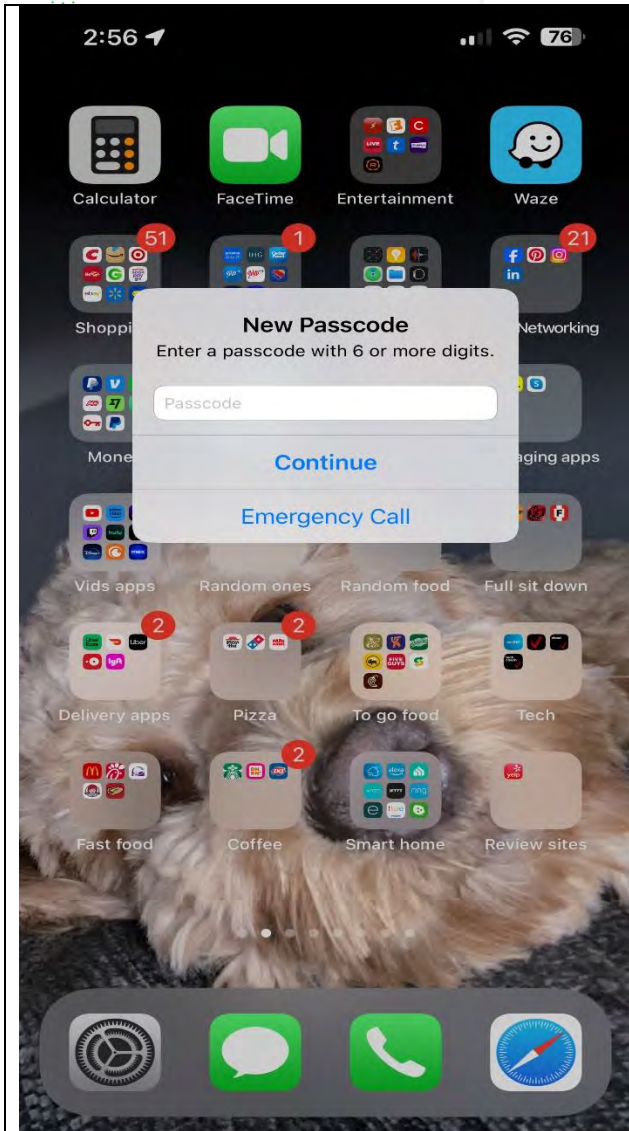 2:56
76
Calculator
FaceTime
Entertainment
Waze
51
1
21
Shoppi
Networking
New Passcode
Enter a passcode with 6 or more digits.
Passcode
Continue
Emergency Call
Mone
aging apps
Vids apps
Random ones
Random food
Full sit down
2
2
Delivery apps
Pizza
To go food
Tech
2
Fast food
Coffee
Smart home
Review sites